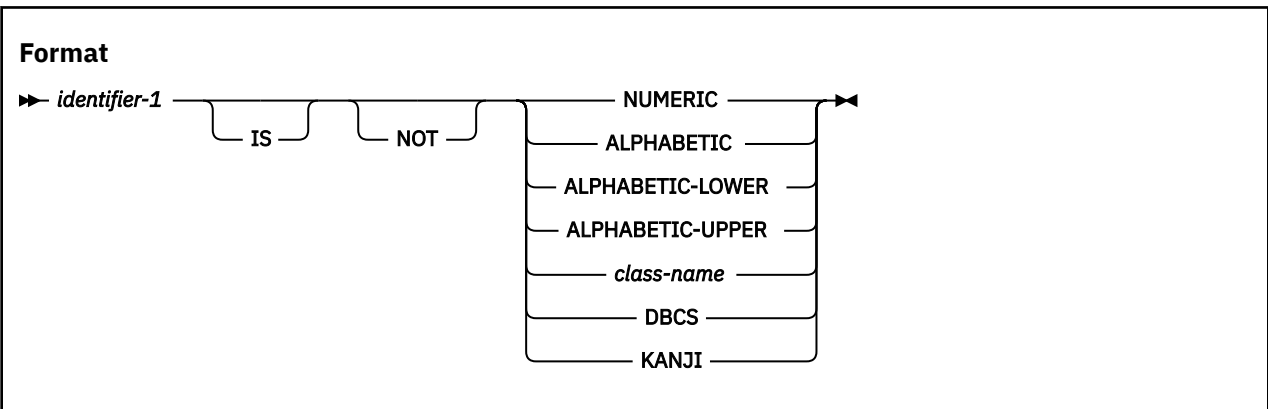 Format
identifier-1 NUMERIC
IS NOT ALPHABETIC
ALPHABETIC-LOWER
ALPHABETIC-UPPER
class-name
DBCS
KANJI